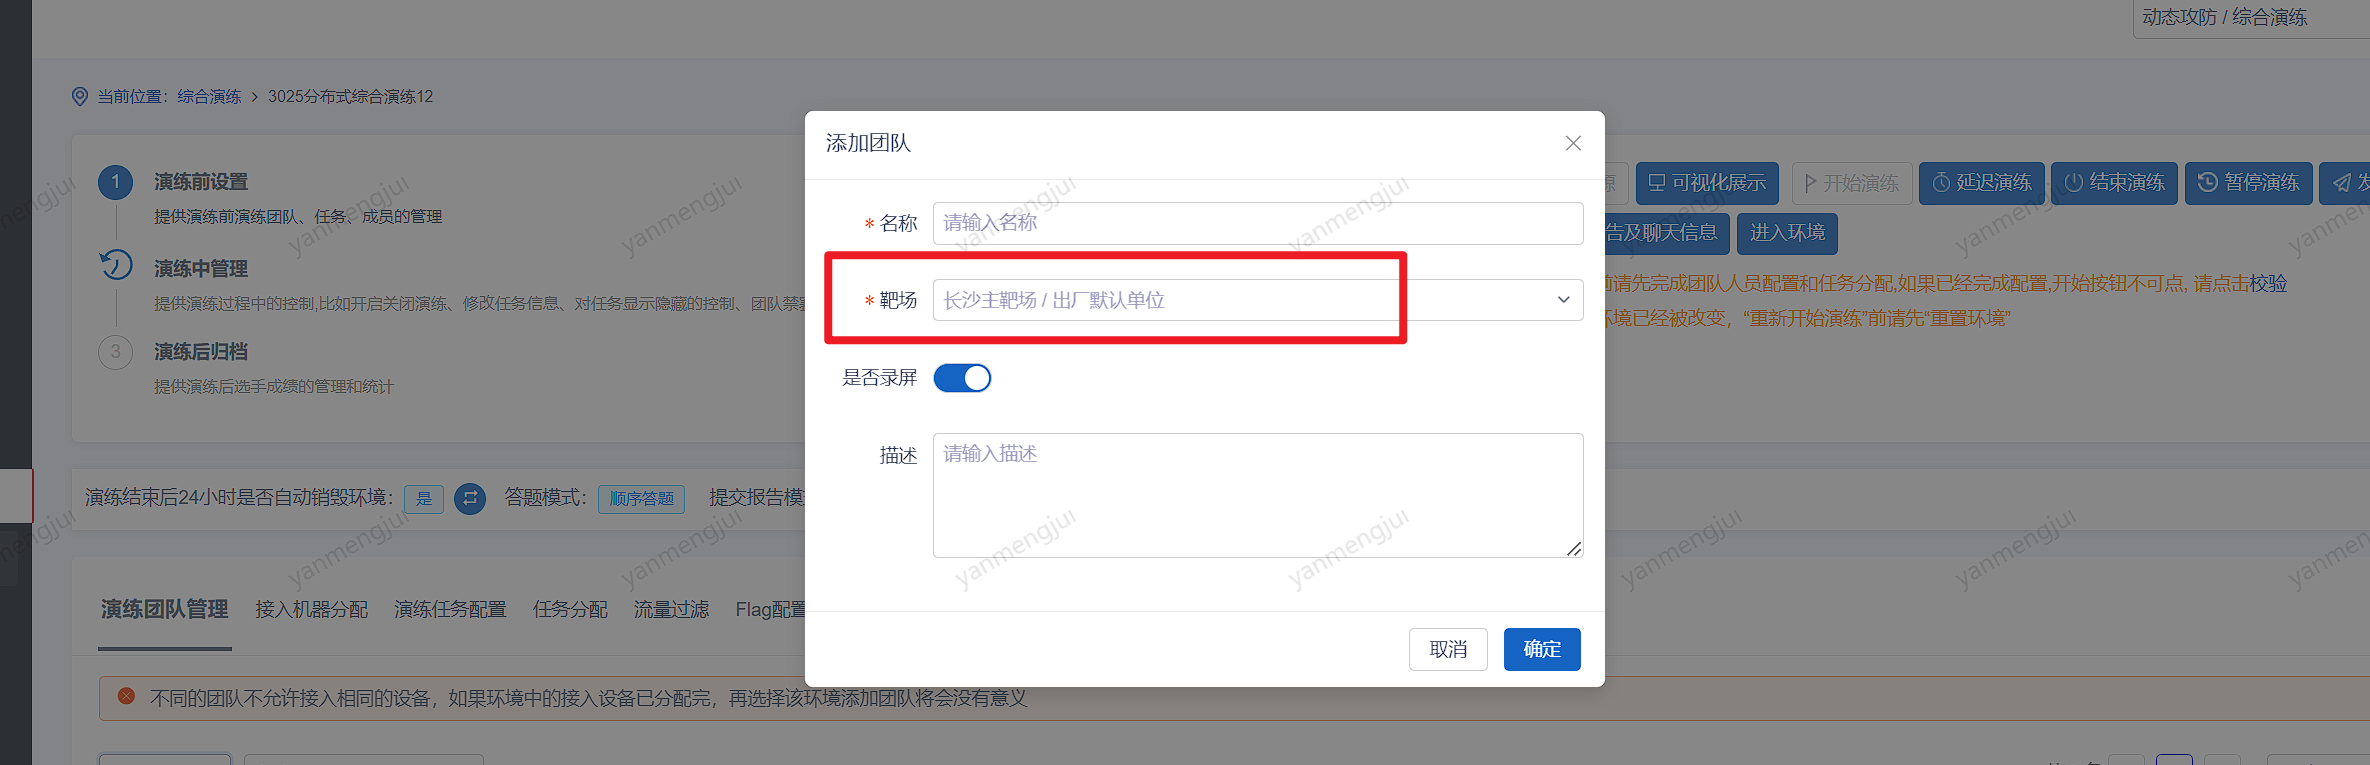 动态攻防 / 综合演练
当前位置： 综合演练 > 3025分布式综合演练12
1 演练前设置
提供演练前演练团队、任务、成员的管理
演练中管理
提供演练过程中的控制,比如开启关闭演练、修改任务信息、对任务显示隐藏的控制、团队禁
3 演练后归档
提供演练后选手成绩的管理和统计
可视化展示 开始演练 延迟演练 结束演练 暂停演练
告及聊天信息 进入环境
前请先完成团队人员配置和任务分配,如果已经完成配置,开始按钮不可点, 请点击校验
环境已经被改变，“重新开始演练”前请先“重置环境”
添加团队
* 名称 请输入名称
* 靶场 长沙主靶场 / 出厂默认单位
是否录屏
描述 请输入描述
取消 确定
演练结束后24小时是否自动销毁环境： 是 答题模式： 顺序答题 提交报告模
演练团队管理 接入机器分配 演练任务配置 任务分配 流量过滤 Flag配置
不同的团队不允许接入相同的设备，如果环境中的接入设备已分配完，再选择该环境添加团队将会没有意义
yanmengjui